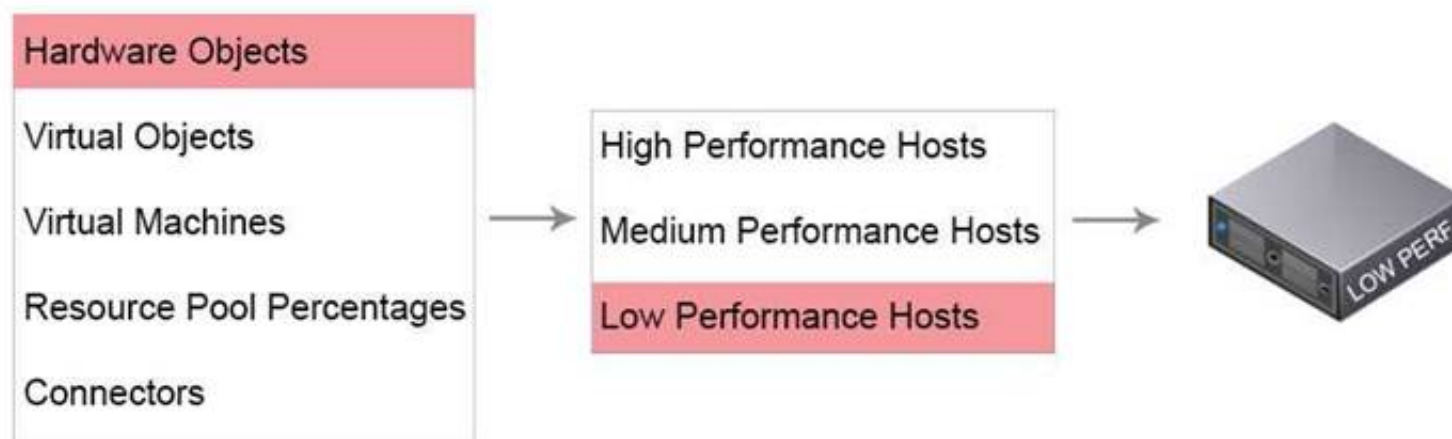 Hardware Objects
Virtual Objects
Virtual Machines
Resource Pool Percentages
Connectors
High Performance Hosts
Medium Performance Hosts
Low Performance Hosts
LOW PERF